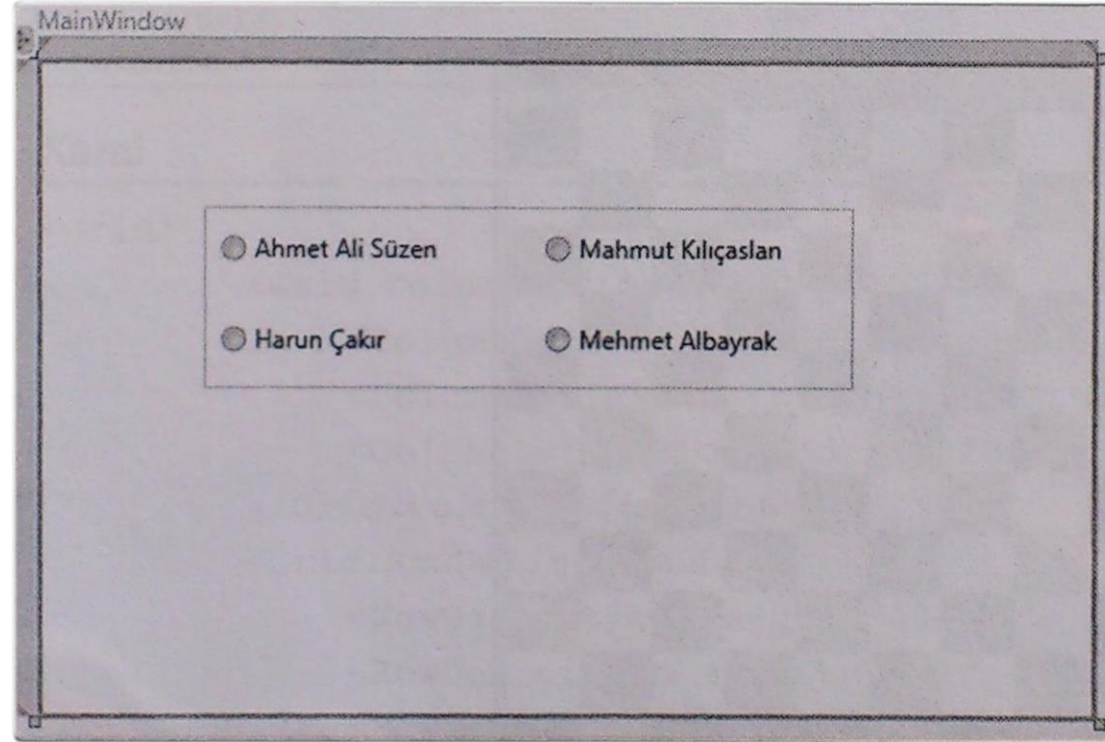 MainWindow
Ahmet Ali Süzen
Mahmut Kılıçaslan
Harun Çakır
Mehmet Albayrak